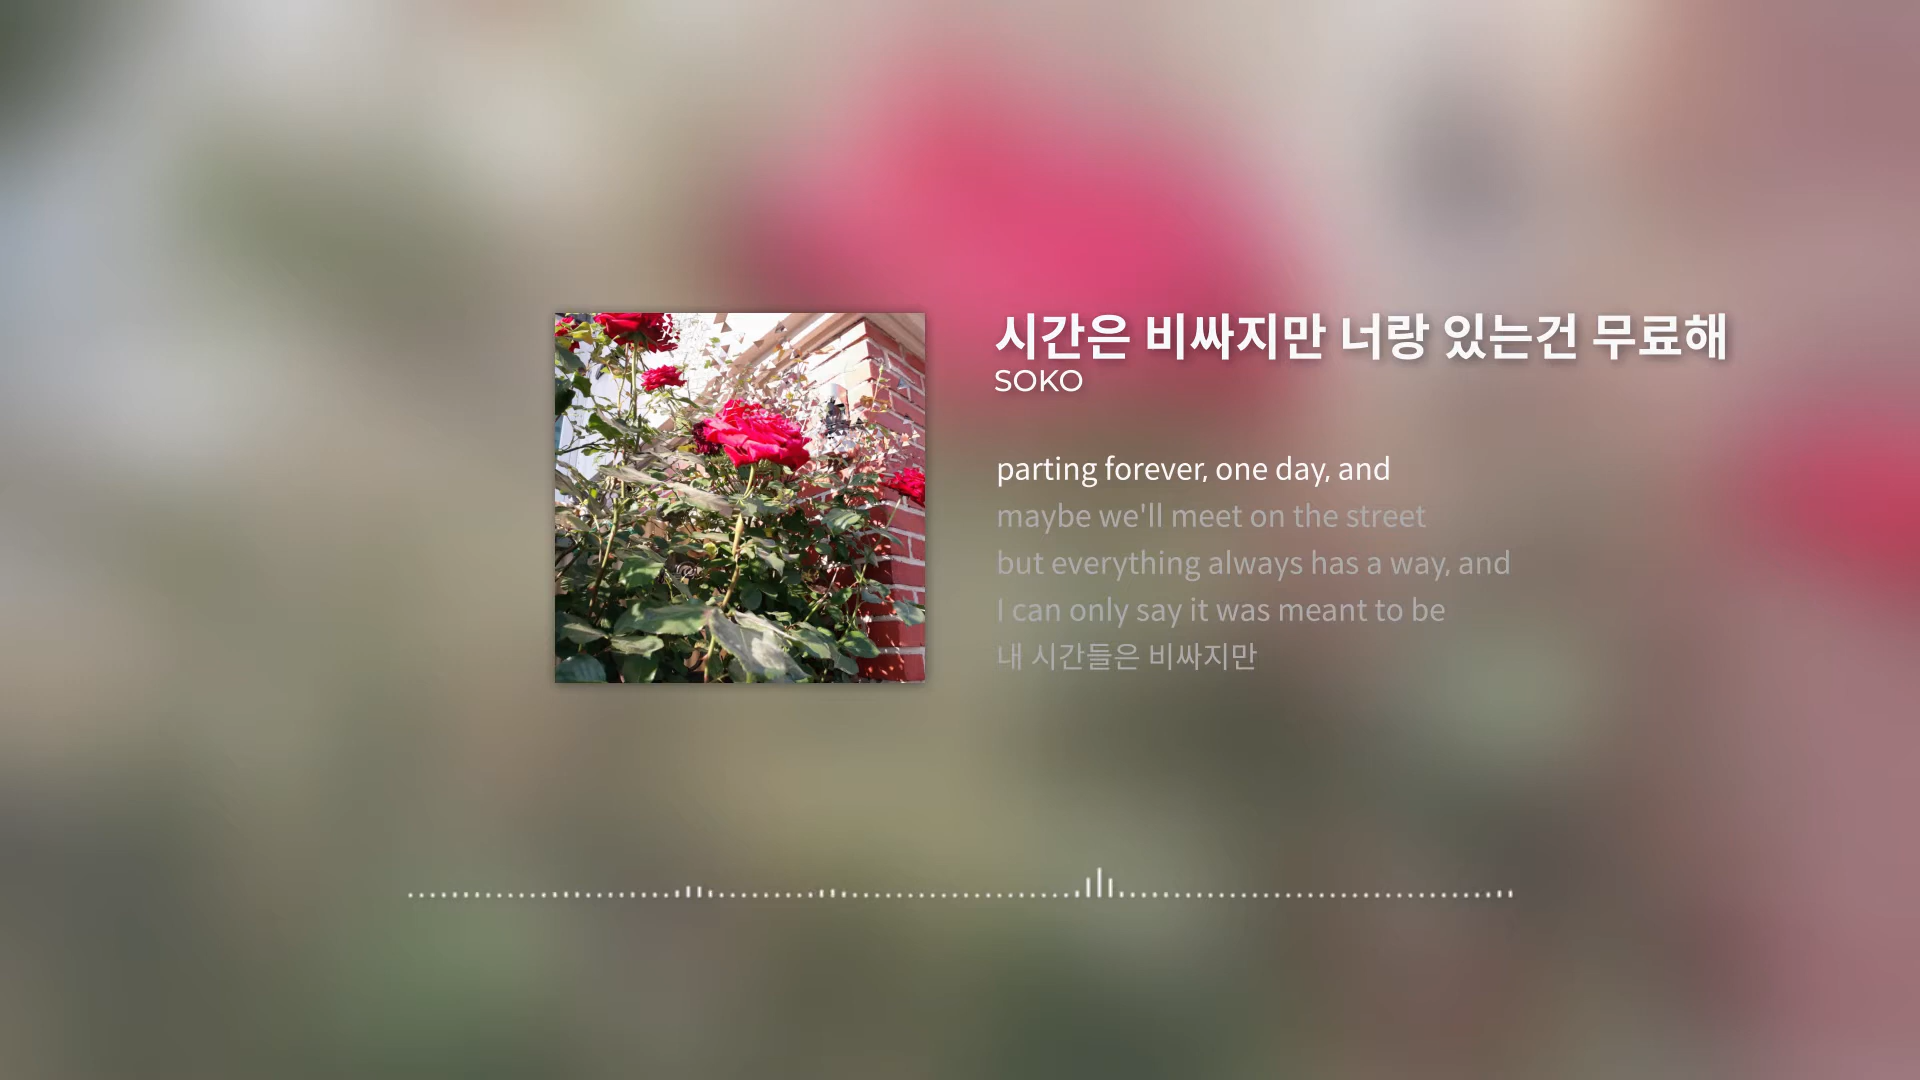 시간은 비싸지만 너랑 있는건 무료해
SOKO
parting forever, one day, and
maybe we'll meet on the street
but everything always has a way, and
I can only say it was meant to be
내 시간들은 비싸지만